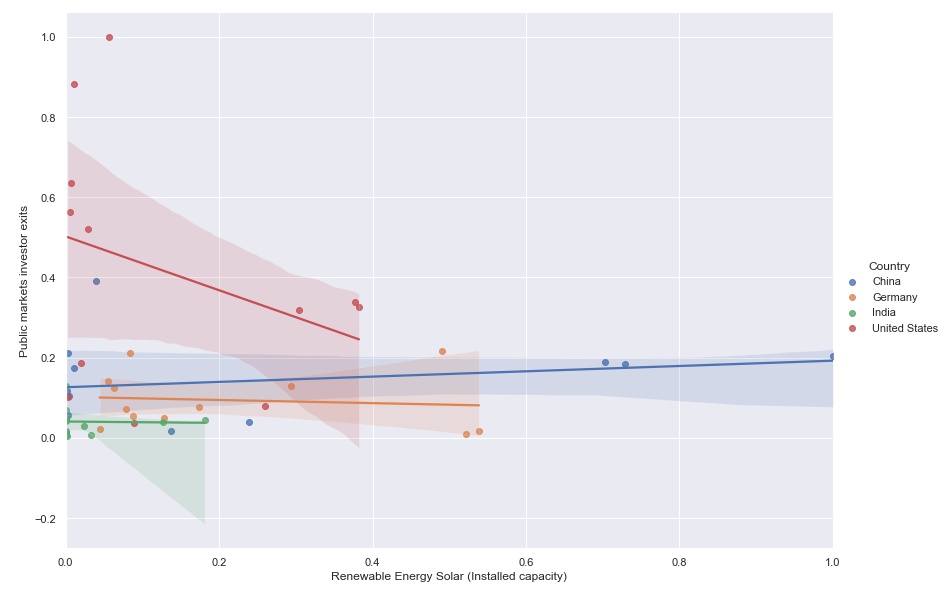 1.0
0.8
0.6
0.4
0.2
0.0
−0.2
Public markets investor exits
0.0 0.2 0.4 0.6 0.8 1.0
Renewable Energy Solar (Installed capacity)
Country
China
Germany
India
United States